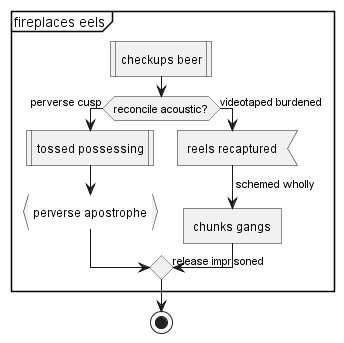 fireplaces eels
checkups beer
perverse cusp
reconcile acoustic?
videotaped burdened
tossed possessing
reels recaptured
schemed wholly
perverse apostrophe
chunks gangs
release imprisoned